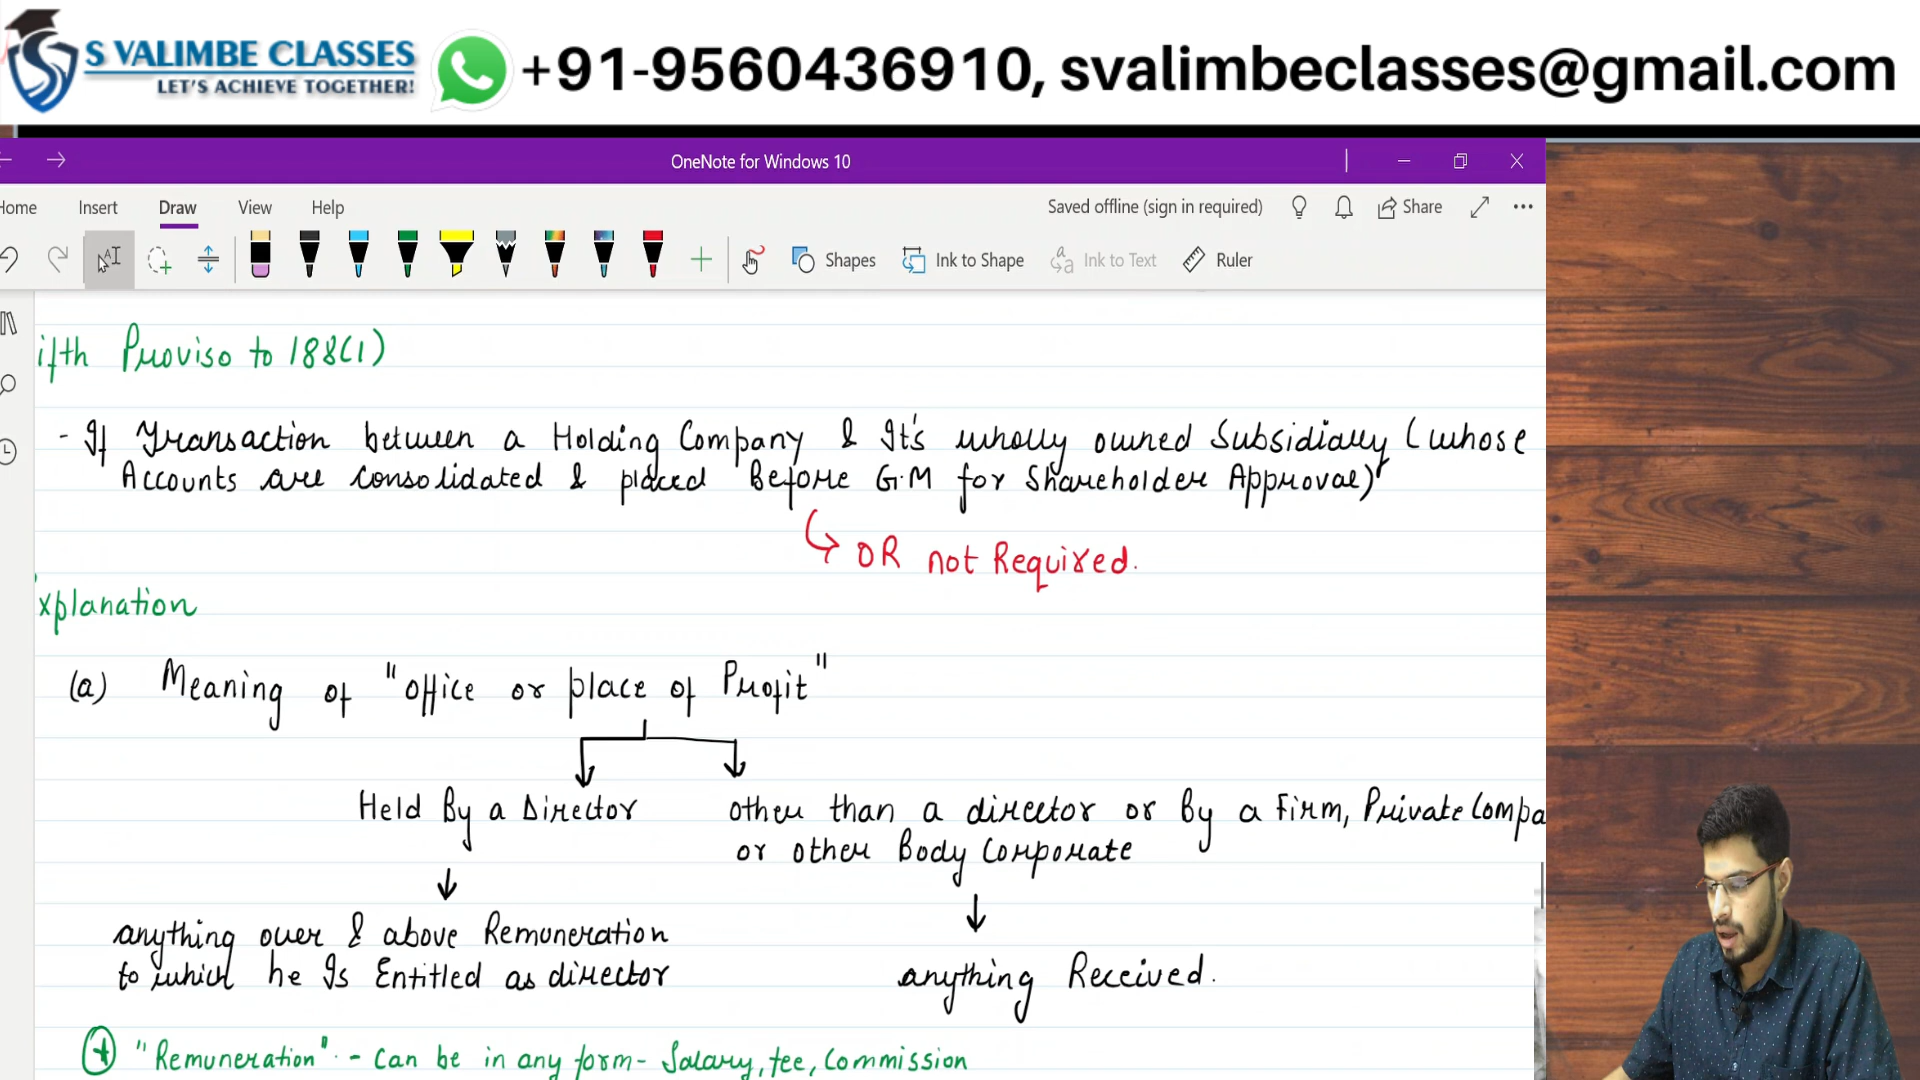 S VALIMBE CLASSES
LET'S ACHIEVE TOGETHER!
+91-9560436910, svalimbeclasses@gmail.com
OneNote for Windows 10
Home Insert Draw View Help
Saved offline (sign in required) Share
Shapes Ink to Shape Ink to Text Ruler
ifth Proviso to 188(1)
- If Transaction between a Holding Company & It's wholly owned Subsidiary (whose
Accounts are consolidated & placed Before G.M for Shareholder Approval)
OR not Required.
xplanation
(a) Meaning of "office or place of Profit"
Held By a Director
other than a director or by a Firm, Private Compa
or other Body Corporate
anything over & above Remuneration
to which he Is Entitled as director
anything Received.
"Remuneration" - Can be in any form - Salary, fee, Commission